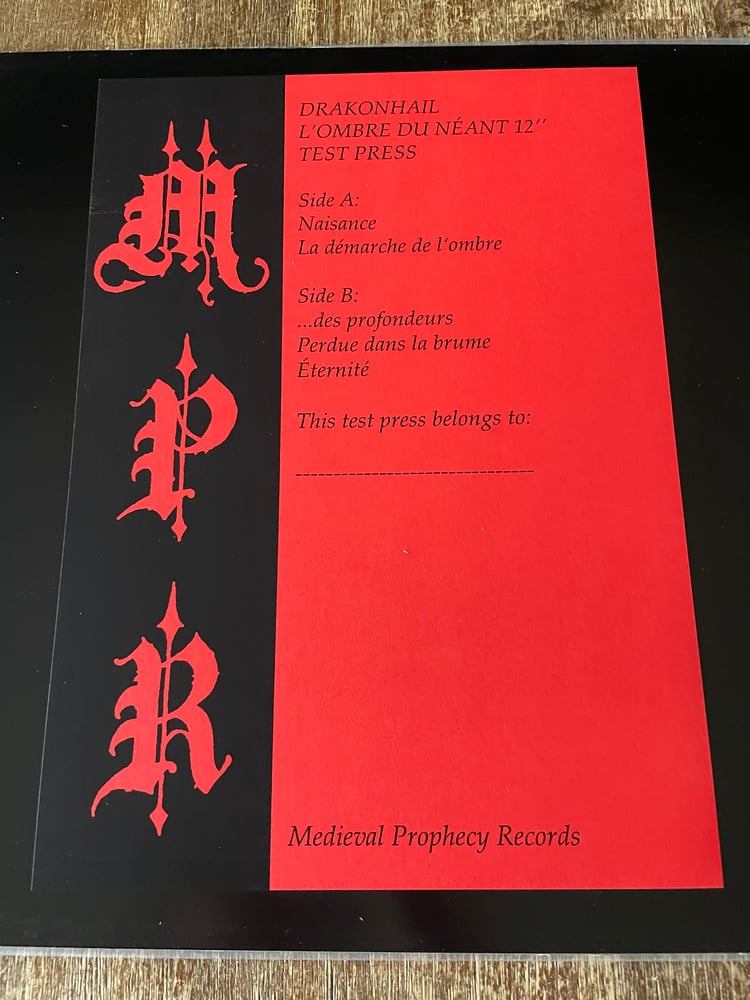 M
P
R
DRAKONHAIL
L'OMBRE DU NÉANT 12''
TEST PRESS
Side A:
Naisance
La démarche de l'ombre
Side B:
...des profondeurs
Perdue dans la brume
Éternité
This test press belongs to:
------------------------------
Medieval Prophecy Records